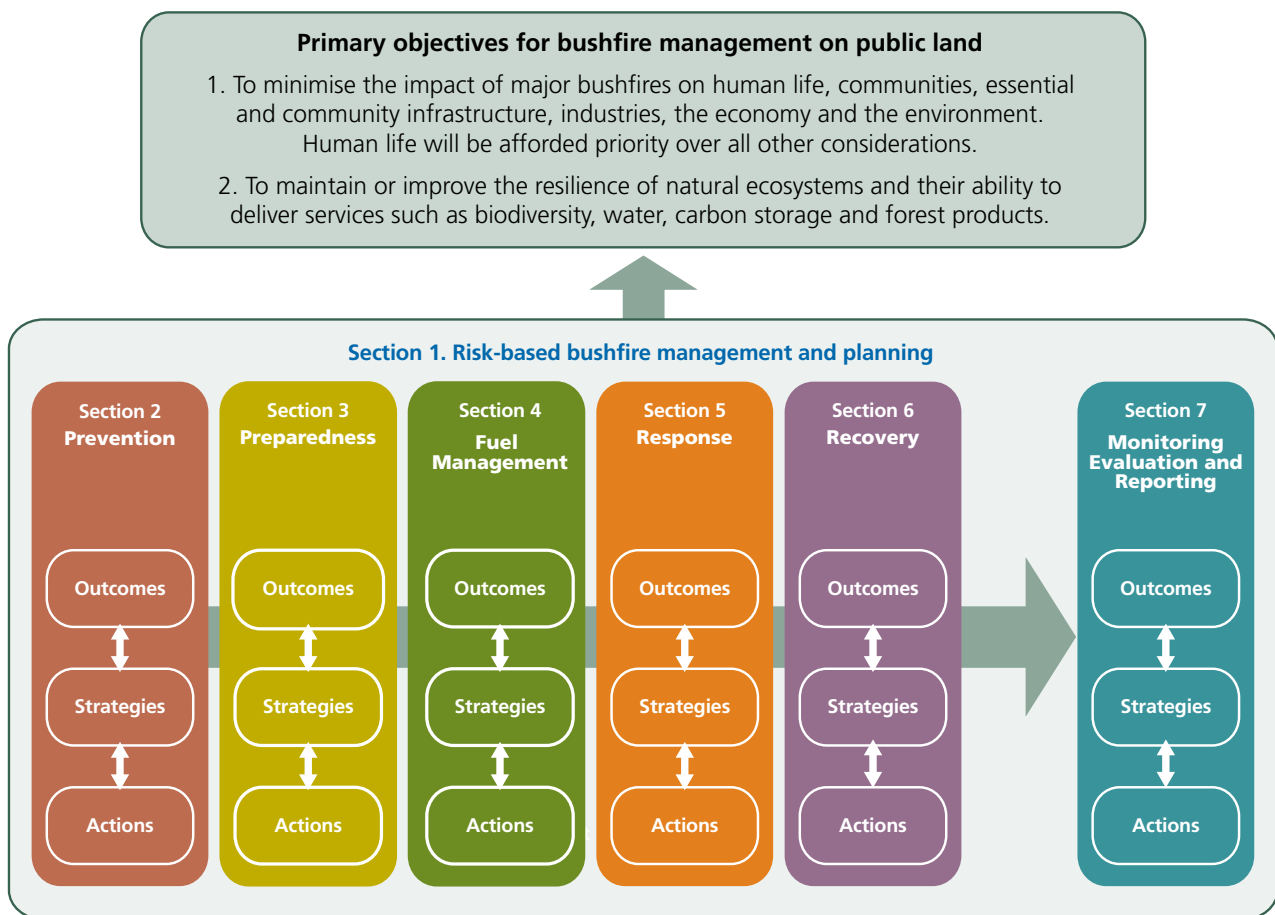 Primary objectives for bushfire management on public land
1. To minimise the impact of major bushfires on human life, communities, essential
and community infrastructure, industries, the economy and the environment.
Human life will be afforded priority over all other considerations.
2. To maintain or improve the resilience of natural ecosystems and their ability to
deliver services such as biodiversity, water, carbon storage and forest products.
Section 1. Risk-based bushfire management and planning
Section 2
Prevention
Outcomes
Strategies
Actions
Section 3
Preparedness
Outcomes
Strategies
Actions
Section 4
Fuel
Management
Outcomes
Strategies
Actions
Section 5
Response
Outcomes
Strategies
Actions
Section 6
Recovery
Outcomes
Strategies
Actions
Section 7
Monitoring
Evaluation and
Reporting
Outcomes
Strategies
Actions